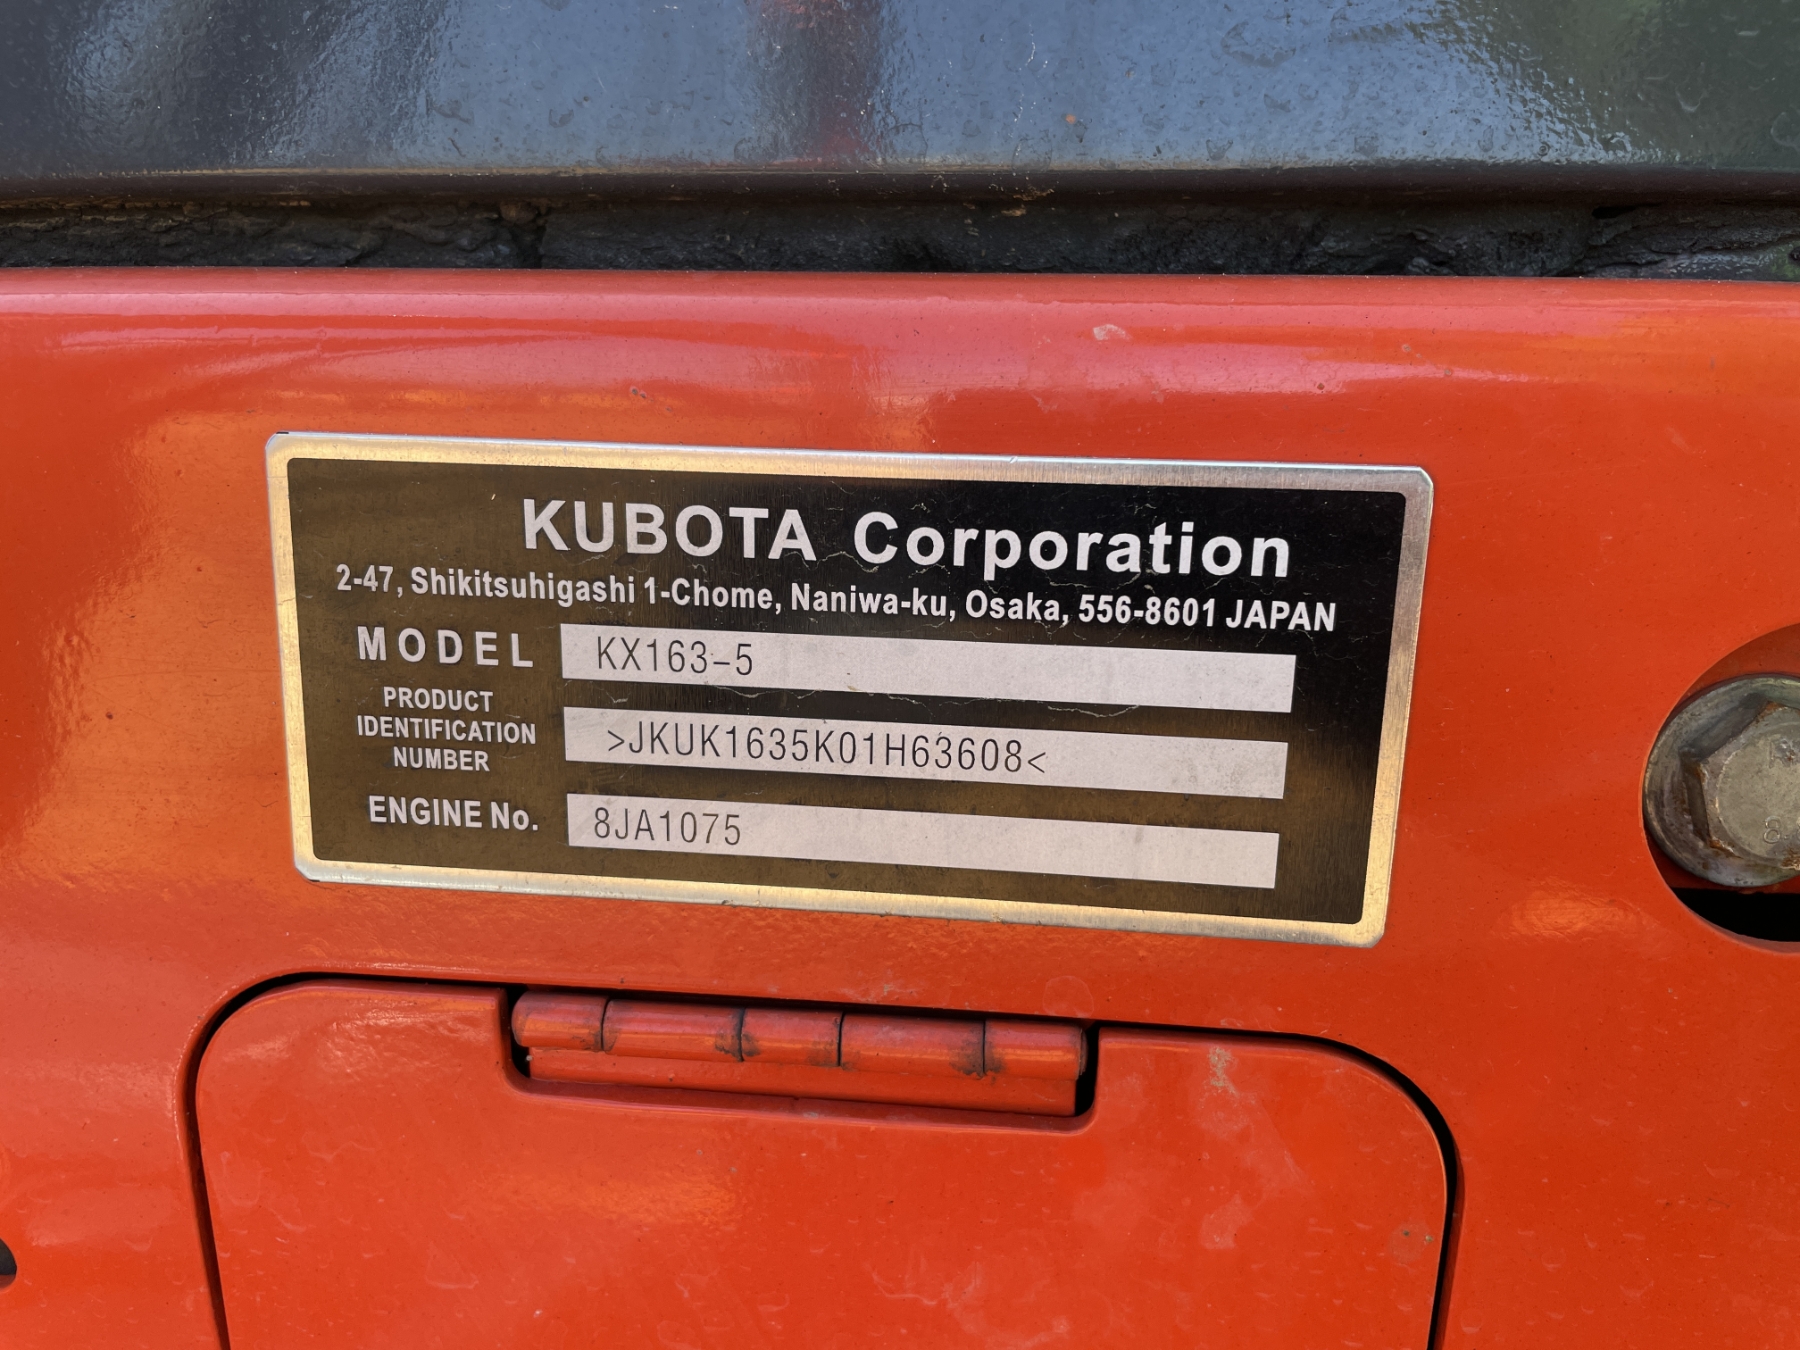 KUBOTA Corporation
2-47, Shikitsuhigashi 1-Chome, Naniwa-ku, Osaka, 556-8601 JAPAN
MODEL KX163-5
PRODUCT
IDENTIFICATION
NUMBER
>JKUK1635K01H63608<
ENGINE No. 8JA1075